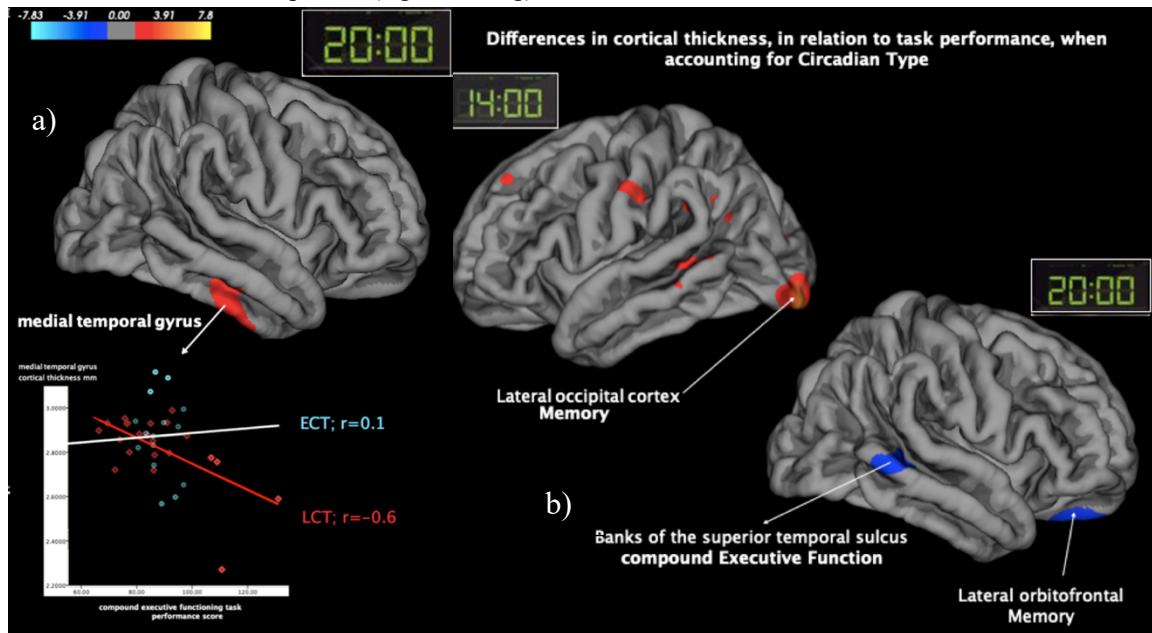 -7.83 -3.91 0.00 3.91 7.8
20:00
Differences in cortical thickness, in relation to task performance, when
accounting for Circadian Type
14:00
a)
medial temporal gyrus
medial temporal gyrus
cortical thickness mm
3.0000
2.8000
2.6000
2.4000
2.2000
60.00 80.00 100.00 120.00
compound executive functioning task
performance score
ECT; r=0.1
LCT; r=-0.6
Lateral occipital cortex
Memory
20:00
b)
Banks of the superior temporal sulcus
compound Executive Function
Lateral orbitofrontal
Memory